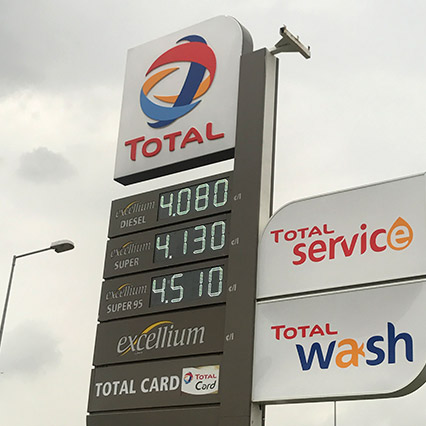 TOTAL
excellium
DIESEL
4.080 ¢/l
excellium
SUPER
4.130 ¢/l
excellium
SUPER 95
4.510 ¢/l
excellium ¢/l
TOTAL CARD
TOTAL
Card
TOTAL
service
TOTAL
wash